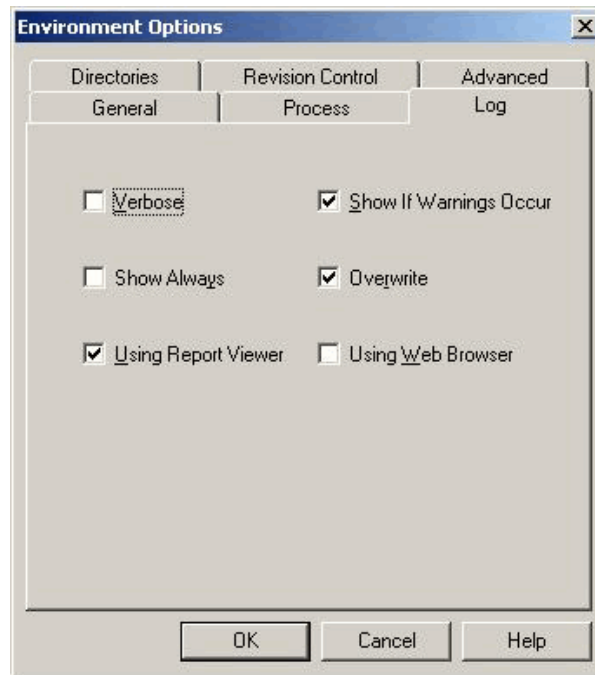 Environment Options
Directories Revision Control Advanced
General Process Log
Verbose Show If Warnings Occur
Show Always Overwrite
Using Report Viewer Using Web Browser
OK Cancel Help